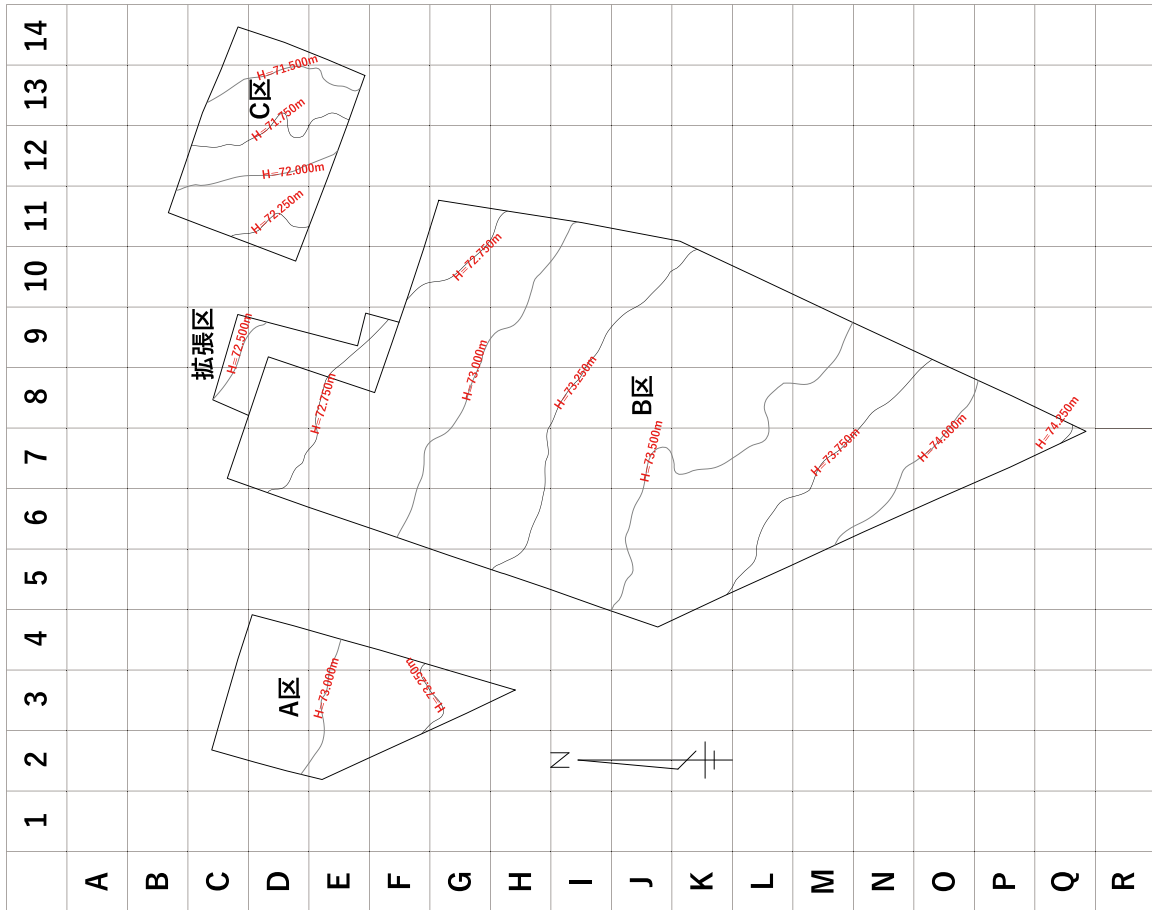 14
13
12
11
10
9
8
7
6
5
4
3
2
1
A
B
C
D
E
F
G
H
I
J
K
L
M
N
O
P
Q
R
C区
H=71.500m
H=71.750m
H=72.000m
H=72.250m
拡張区
H=72.500m
H=72.750m
H=72.750m
H=73.000m
H=73.250m
B区
H=73.500m
H=73.750m
H=74.000m
H=74.250m
A区
H=73.000m
H=73.250m
N